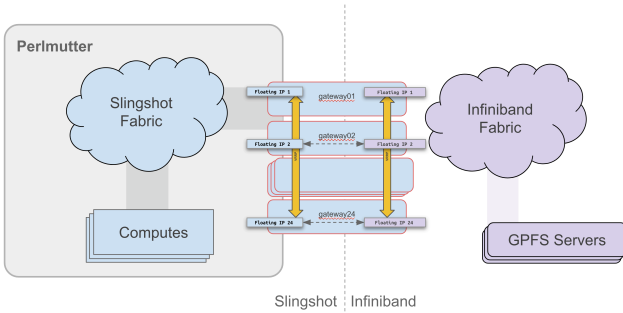 Perlmutter
Slingshot
Fabric
Computes
Floating IP 1
gateway01
Floating IP 1
Floating IP 2
gateway02
Floating IP 2
Floating IP 24
gateway24
Floating IP 24
Infiniband
Fabric
GPFS Servers
Slingshot
Infiniband